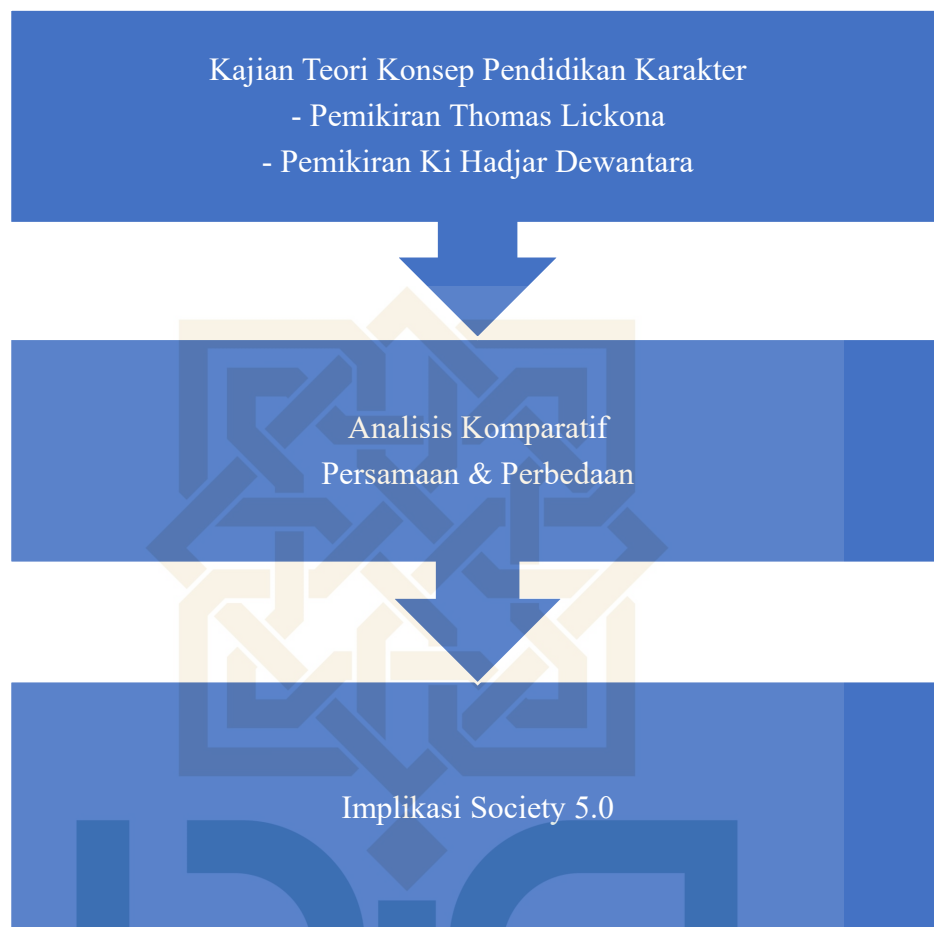 Kajian Teori Konsep Pendidikan Karakter
- Pemikiran Thomas Lickona
- Pemikiran Ki Hadjar Dewantara
Analisis Komparatif
Persamaan & Perbedaan
Implikasi Society 5.0